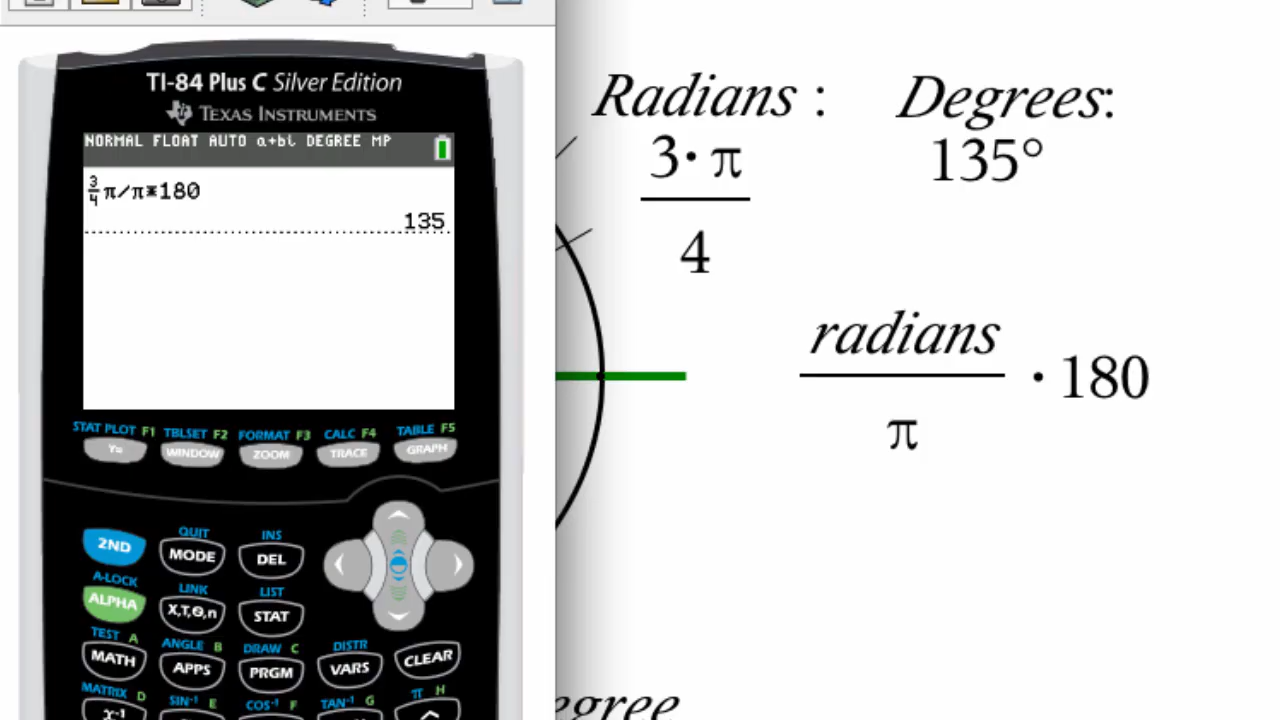 TI-84 Plus C Silver Edition
TEXAS INSTRUMENTS
NORMAL FLOAT AUTO a+bi DEGREE MP
3/4 π/π*180
135
STAT PLOT F1 TBLSET F2 FORMAT F3 CALC F4 TABLE F5
Y= WINDOW ZOOM TRACE GRAPH
QUIT INS
2ND MODE DEL
A-LOCK LINK LIST
ALPHA X,T,Θ,n STAT
TEST A ANGLE B DRAW C DISTR
MATH APPS PRGM VARS CLEAR
MATRIX D SIN⁻¹ E COS⁻¹ F TAN⁻¹ G π H
x⁻¹
Radians : Degrees:
3· π 135°
4
radians
· 180
π
egree